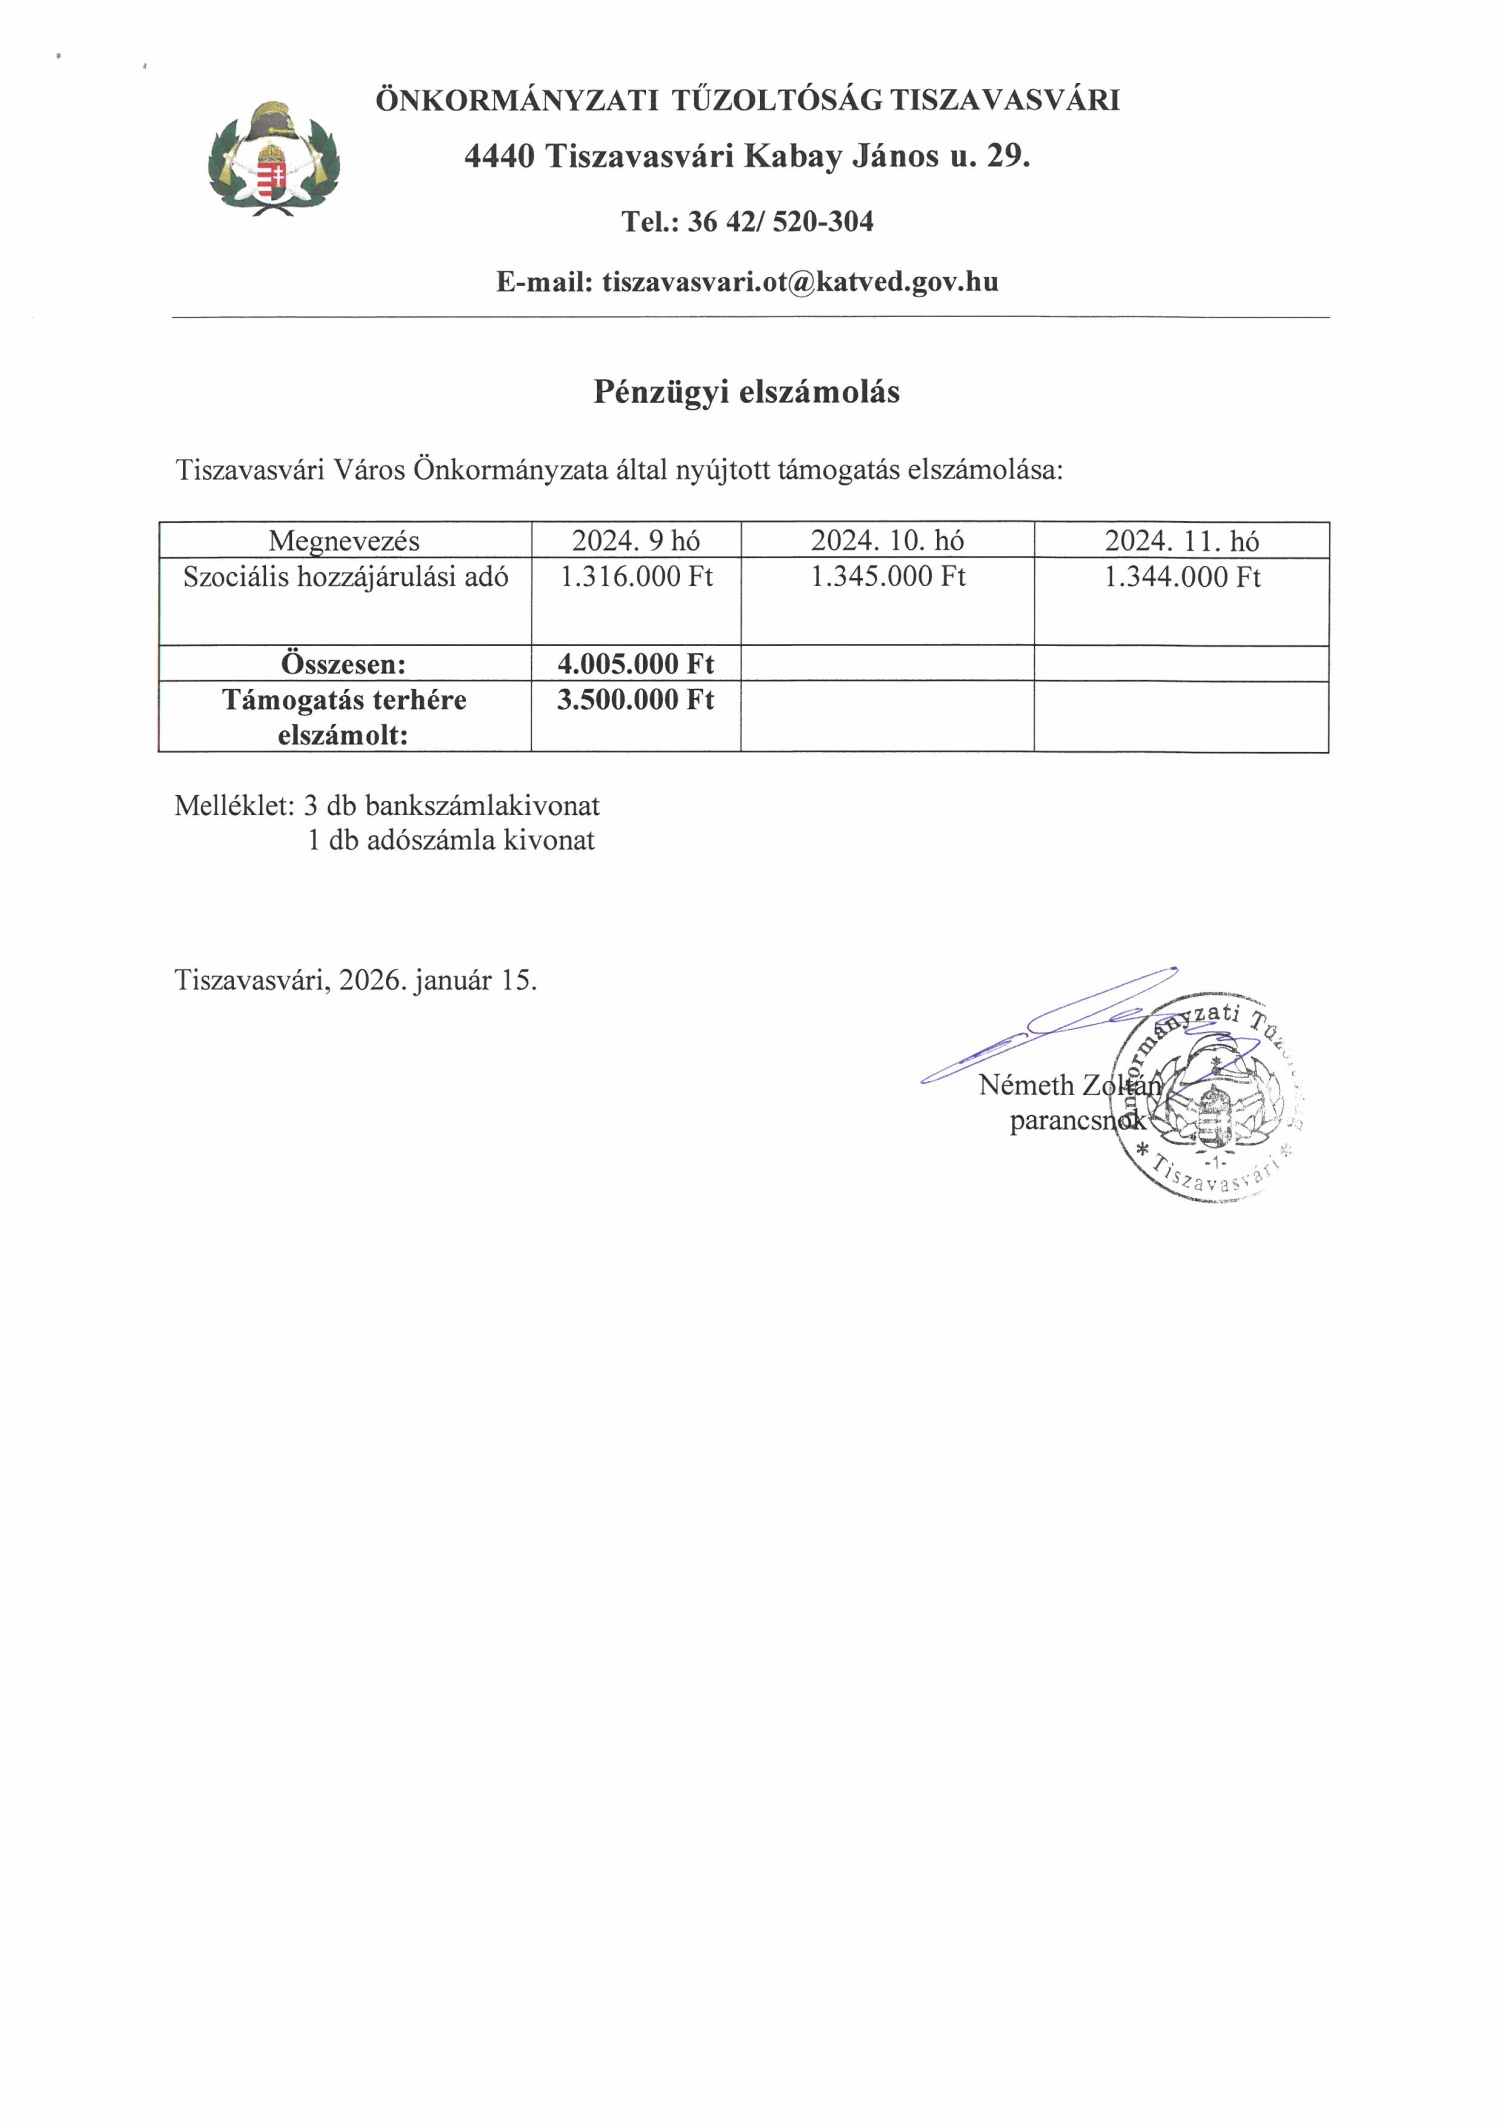 ÖNKORMÁNYZATI TŰZOLTÓSÁG TISZAVASVÁRI
4440 Tiszavasvári Kabay János u. 29.
Tel.: 36 42/ 520-304
E-mail: tiszavasvari.ot@katved.gov.hu
Pénzügyi elszámolás
Tiszavasvári Város Önkormányzata által nyújtott támogatás elszámolása:
Megnevezés 2024. 9 hó 2024. 10. hó 2024. 11. hó
Szociális hozzájárulási adó 1.316.000 Ft 1.345.000 Ft 1.344.000 Ft
Összesen: 4.005.000 Ft
Támogatás terhére 3.500.000 Ft
elszámolt:
Melléklet: 3 db bankszámlakivonat
1 db adószámla kivonat
Tiszavasvári, 2026. január 15.
Németh Zoltán
parancsnok
-1-
* Tiszavasvári *